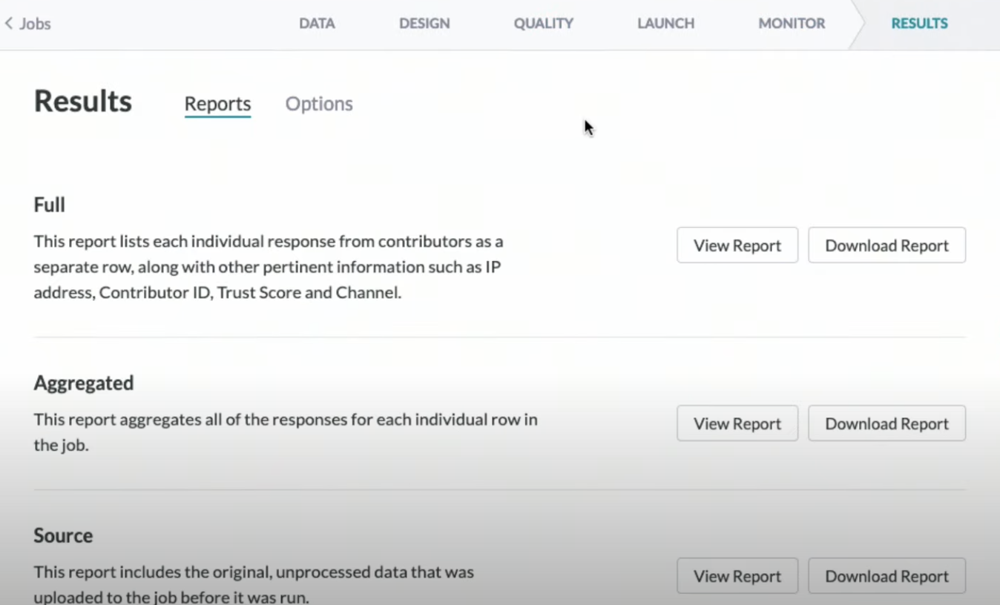 Jobs
DATA DESIGN QUALITY LAUNCH MONITOR RESULTS
Results Reports Options
Full
This report lists each individual response from contributors as a
separate row, along with other pertinent information such as IP
address, Contributor ID, Trust Score and Channel.
View Report Download Report
Aggregated
This report aggregates all of the responses for each individual row in
the job.
View Report Download Report
Source
This report includes the original, unprocessed data that was
uploaded to the job before it was run.
View Report Download Report